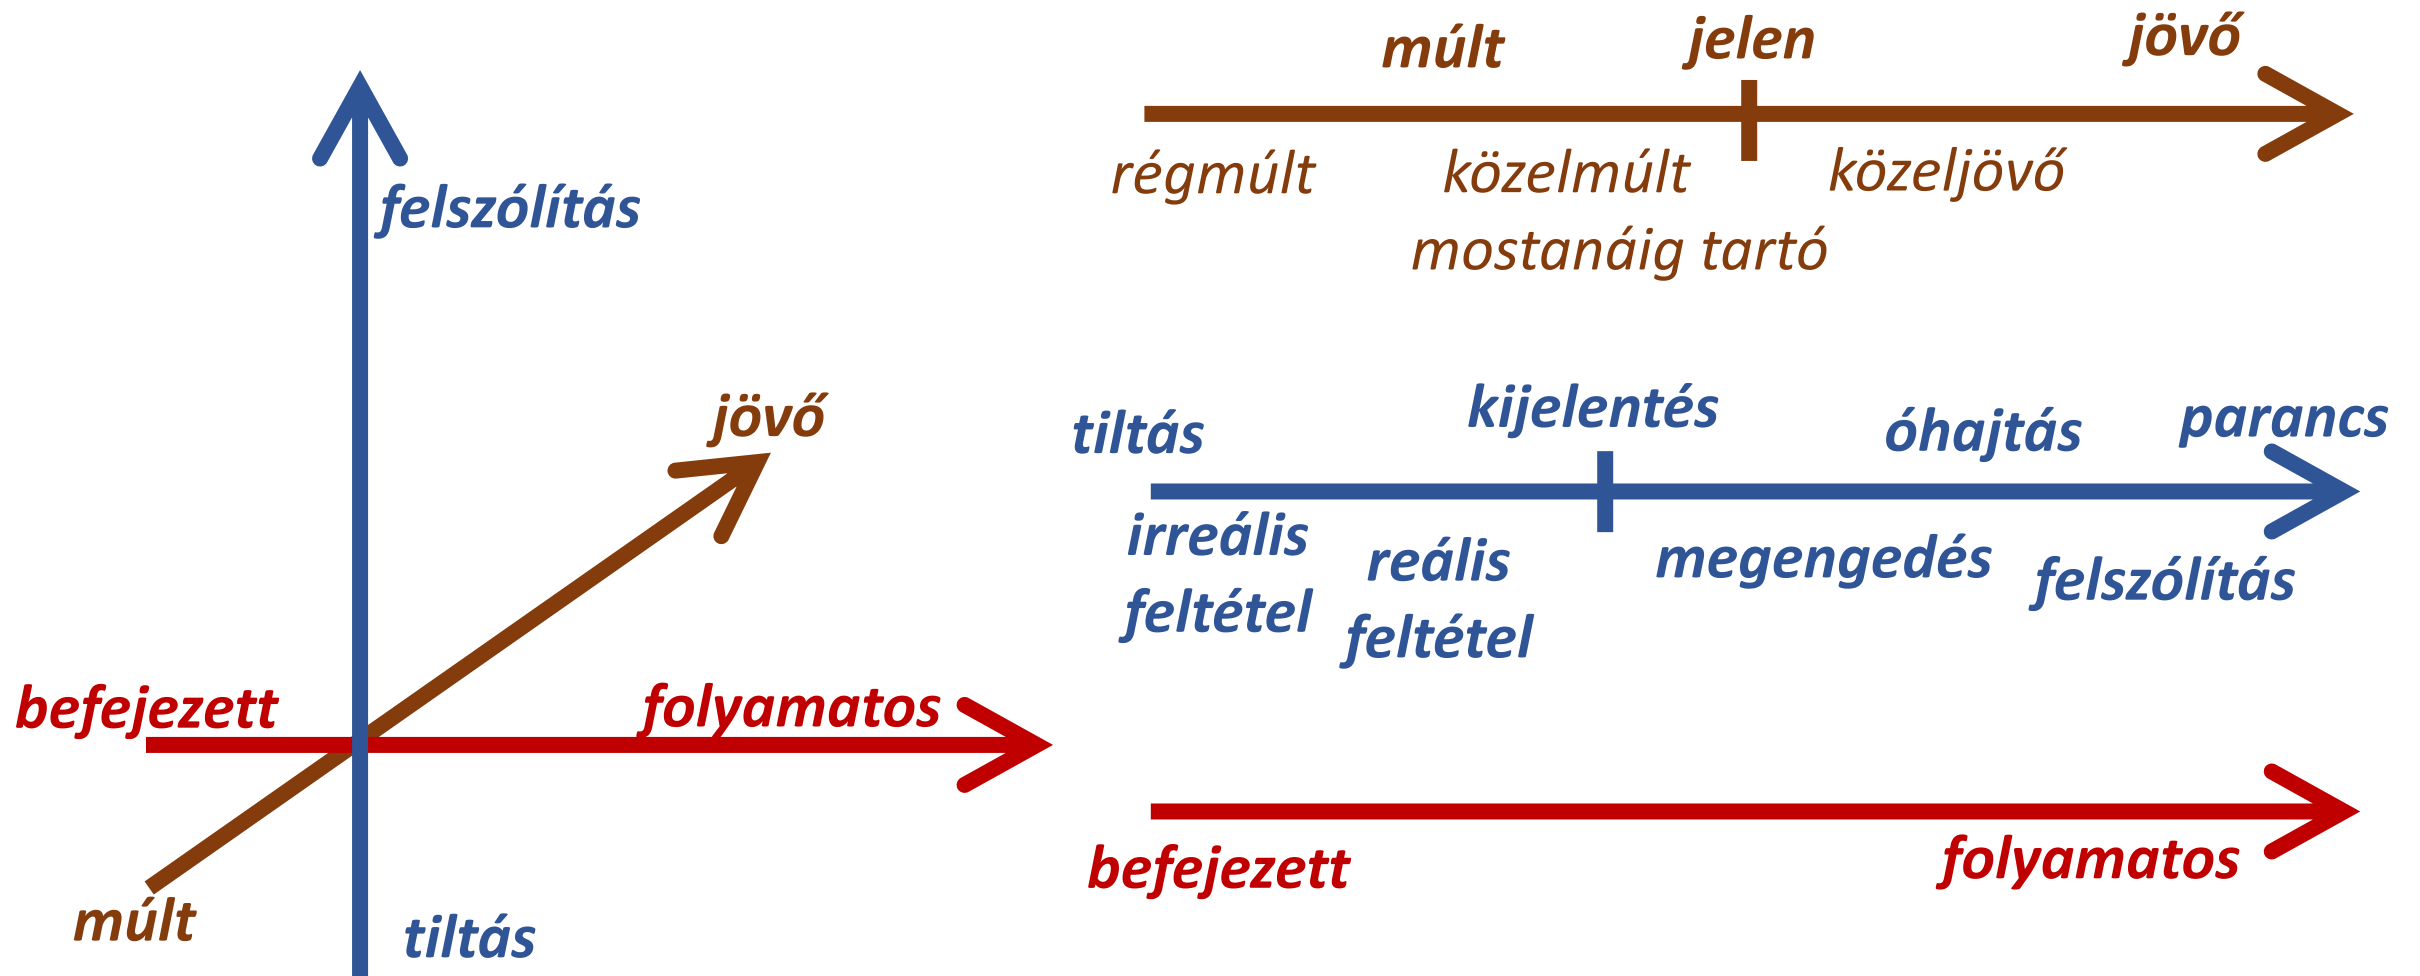 felszólítás
jövő
befejezett
folyamatos
múlt
tiltás
múlt jelen jövő
régmúlt közelmúlt közeljövő
mostanáig tartó
tiltás kijelentés óhajtás parancs
irreális
feltétel
reális
feltétel
megengedés
felszólítás
befejezett folyamatos